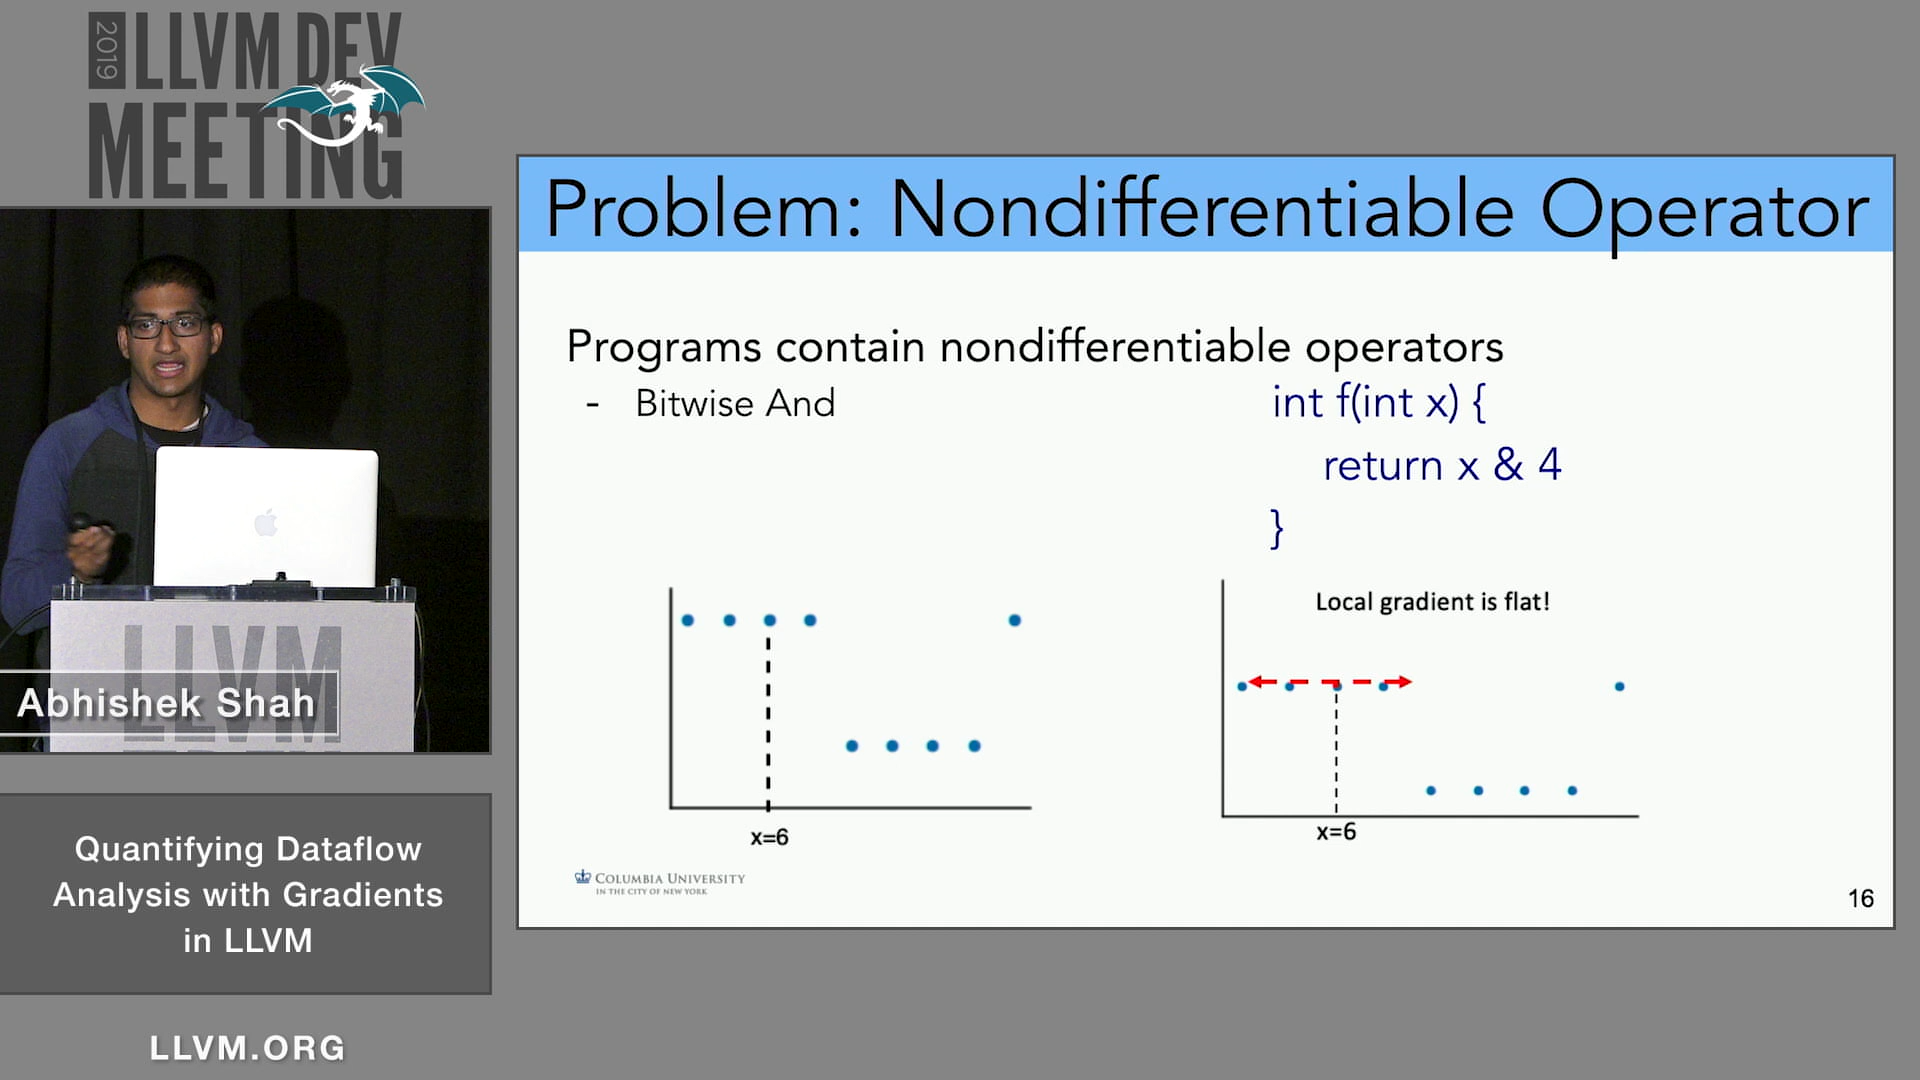 2019 LLVM DEV
MEETING
Problem: Nondifferentiable Operator
Programs contain nondifferentiable operators
- Bitwise And
int f(int x) {
return x & 4
}
Local gradient is flat!
x=6
x=6
COLUMBIA UNIVERSITY
IN THE CITY OF NEW YORK
16
LLVM
Abhishek Shah
Quantifying Dataflow
Analysis with Gradients
in LLVM
LLVM.ORG